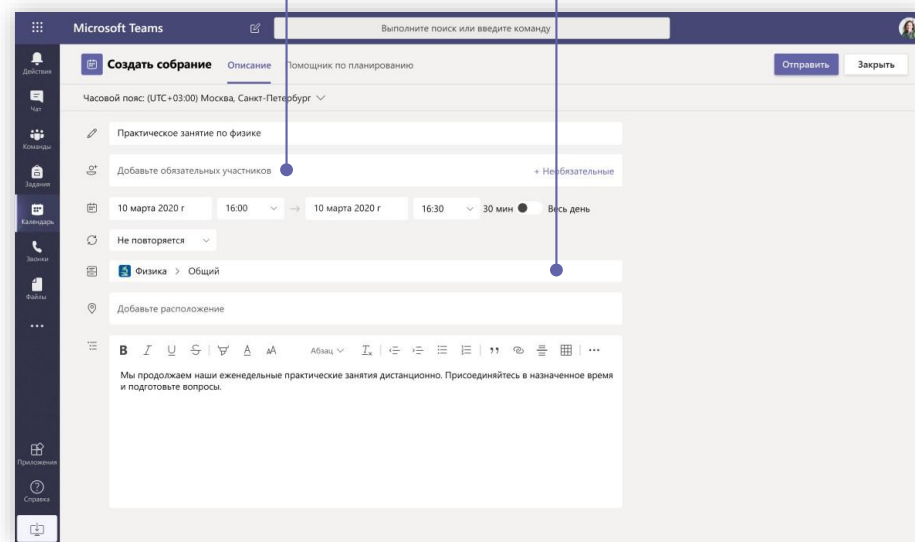 Microsoft Teams
Выполните поиск или введите команду
Действия
Чат
Команды
Задания
Календарь
Звонки
Файлы
Приложения
Справка
Создать собрание Описание Помощник по планированию Отправить Закрыть
Часовой пояс: (UTC+03:00) Москва, Санкт-Петербург
Практическое занятие по физике
Добавьте обязательных участников + Необязательные
10 марта 2020 г 16:00 → 10 марта 2020 г 16:30 30 мин Весь день
Не повторяется
Физика > Общий
Добавьте расположение
B I U S A AA Абзац
Мы продолжаем наши еженедельные практические занятия дистанционно. Присоединяйтесь в назначенное время
и подготовьте вопросы.